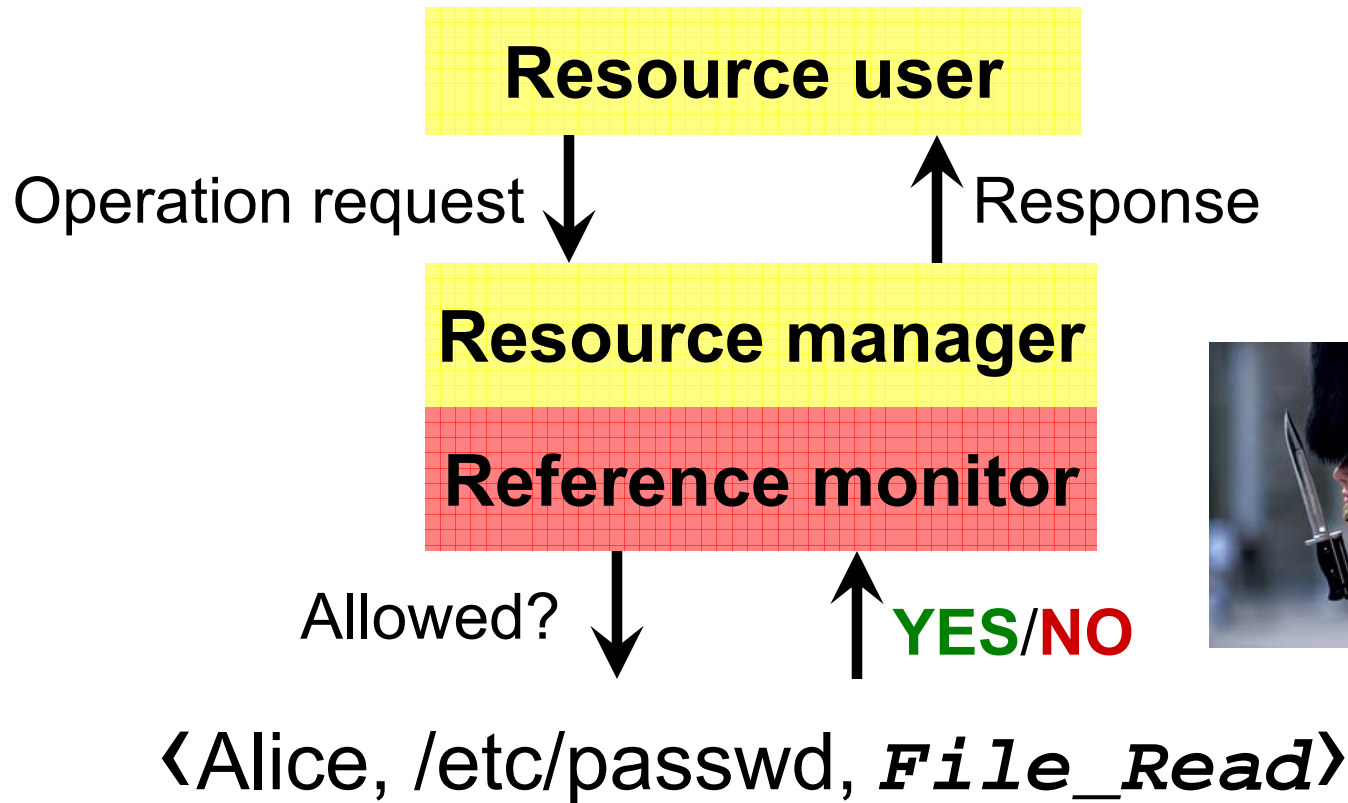 Resource user
Operation request
Response
Resource manager
Reference monitor
Allowed?
YES/NO
❬Alice, /etc/passwd, File_Read❭